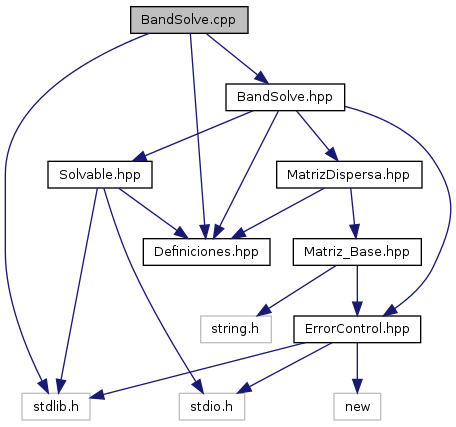 BandSolve.cpp
BandSolve.hpp
Solvable.hpp
MatrizDispersa.hpp
Definiciones.hpp
Matriz_Base.hpp
string.h
ErrorControl.hpp
stdlib.h
stdio.h
new